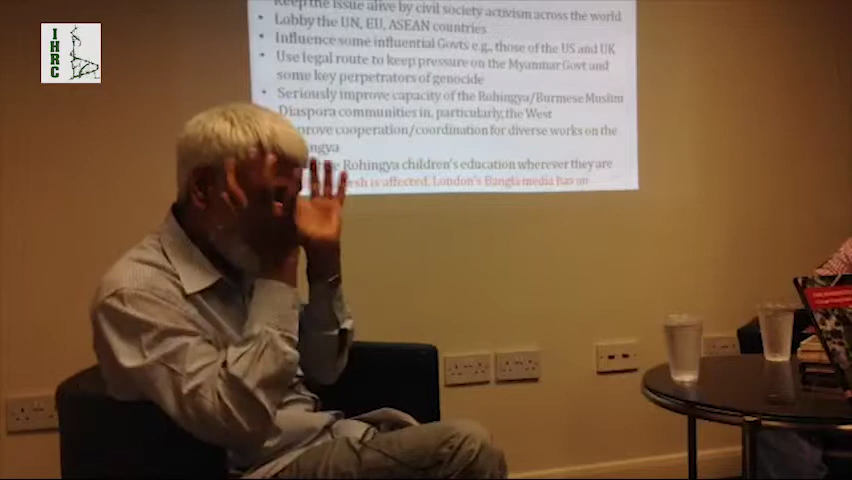 IHRC
Keep the issue alive by civil society activism across the world
Lobby the UN, EU, ASEAN countries
Influence some influential Govts e.g., those of the US and UK
Use legal route to keep pressure on the Myanmar Govt and
some key perpetrators of genocide
Seriously improve capacity of the Rohingya/Burmese Muslim
Diaspora communities in, particularly, the West
cooperation/coordination for diverse works on the
Rohingya children's education wherever they are
is affected. London's Bangla media has an